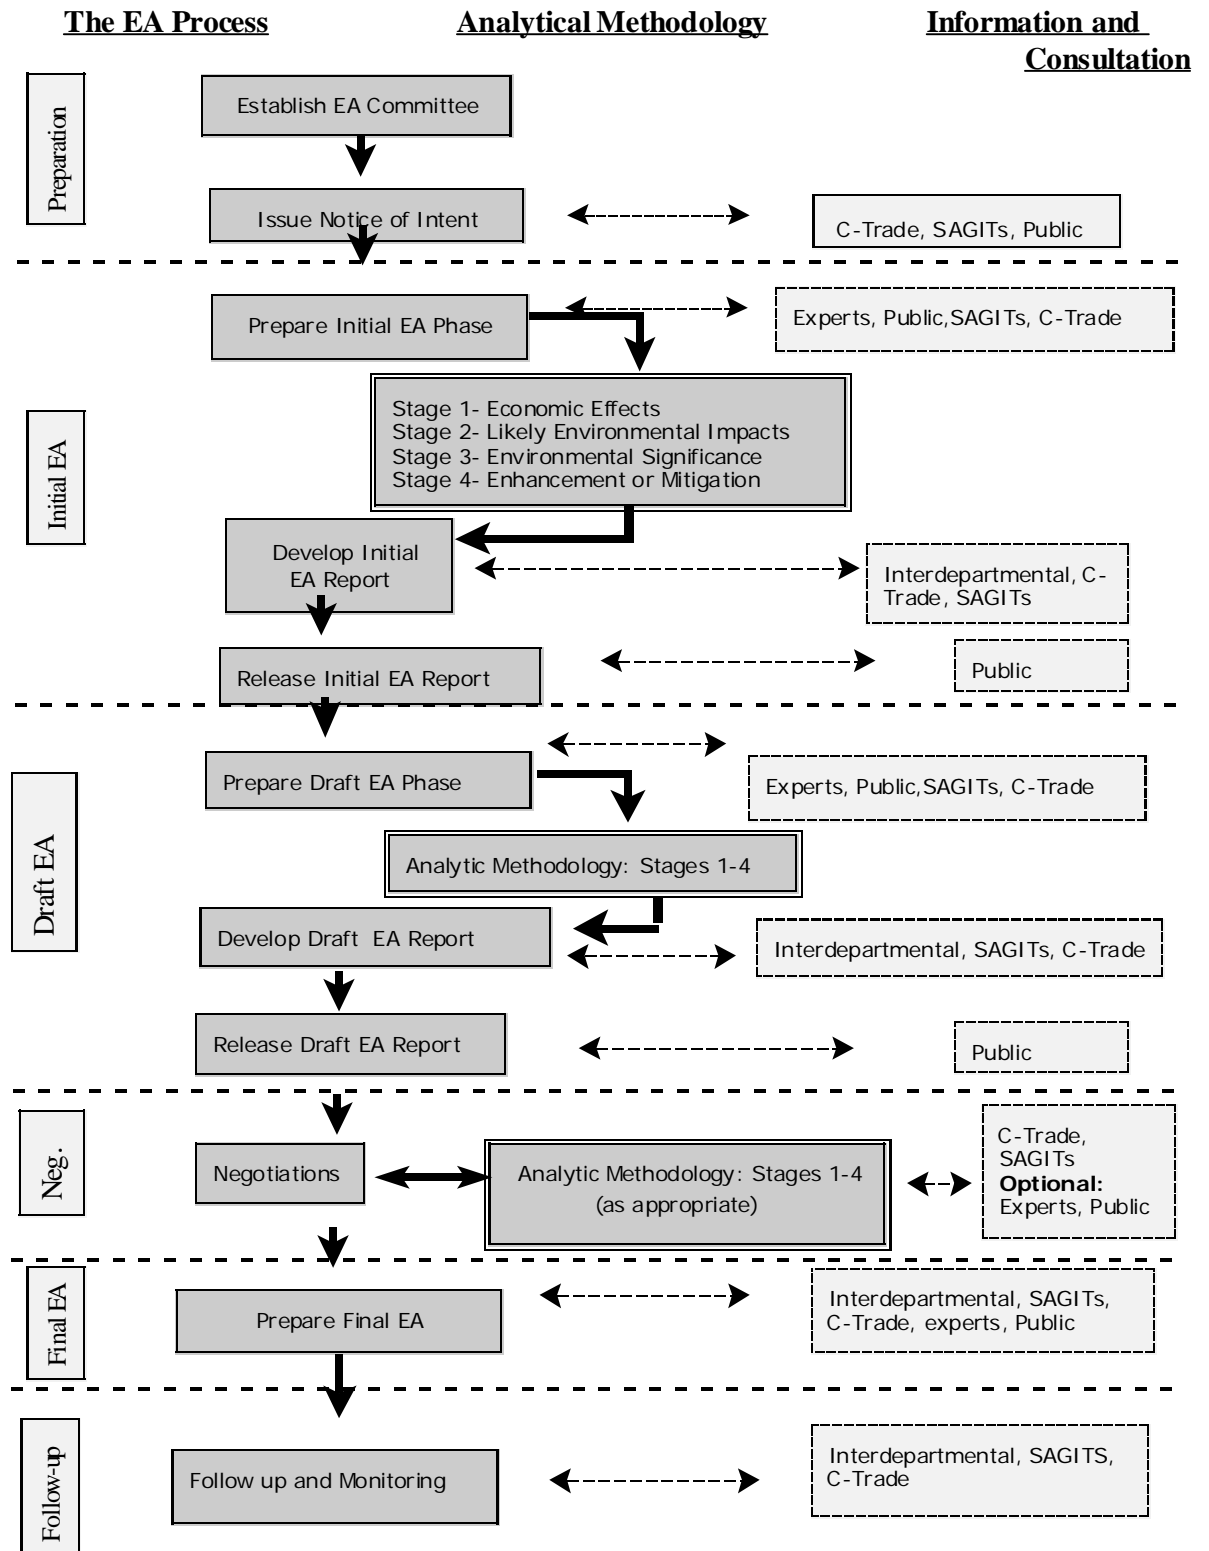 The EA Process
Analytical Methodology
Information and
Consultation
Preparation
Establish EA Committee
Issue Notice of Intent
C-Trade, SAGITs, Public
Initial EA
Prepare Initial EA Phase
Experts, Public,SAGITs, C-Trade
Stage 1- Economic Effects
Stage 2- Likely Environmental Impacts
Stage 3- Environmental Significance
Stage 4- Enhancement or Mitigation
Develop Initial
EA Report
Interdepartmental, C-
Trade, SAGITs
Release Initial EA Report
Public
Draft EA
Prepare Draft EA Phase
Experts, Public,SAGITs, C-Trade
Analytic Methodology: Stages 1-4
Develop Draft EA Report
Interdepartmental, SAGITs, C-Trade
Release Draft EA Report
Public
Neg.
Negotiations
Analytic Methodology: Stages 1-4
(as appropriate)
C-Trade,
SAGITs
Optional:
Experts, Public
Final EA
Prepare Final EA
Interdepartmental, SAGITs,
C-Trade, experts, Public
Follow-up
Follow up and Monitoring
Interdepartmental, SAGITS,
C-Trade